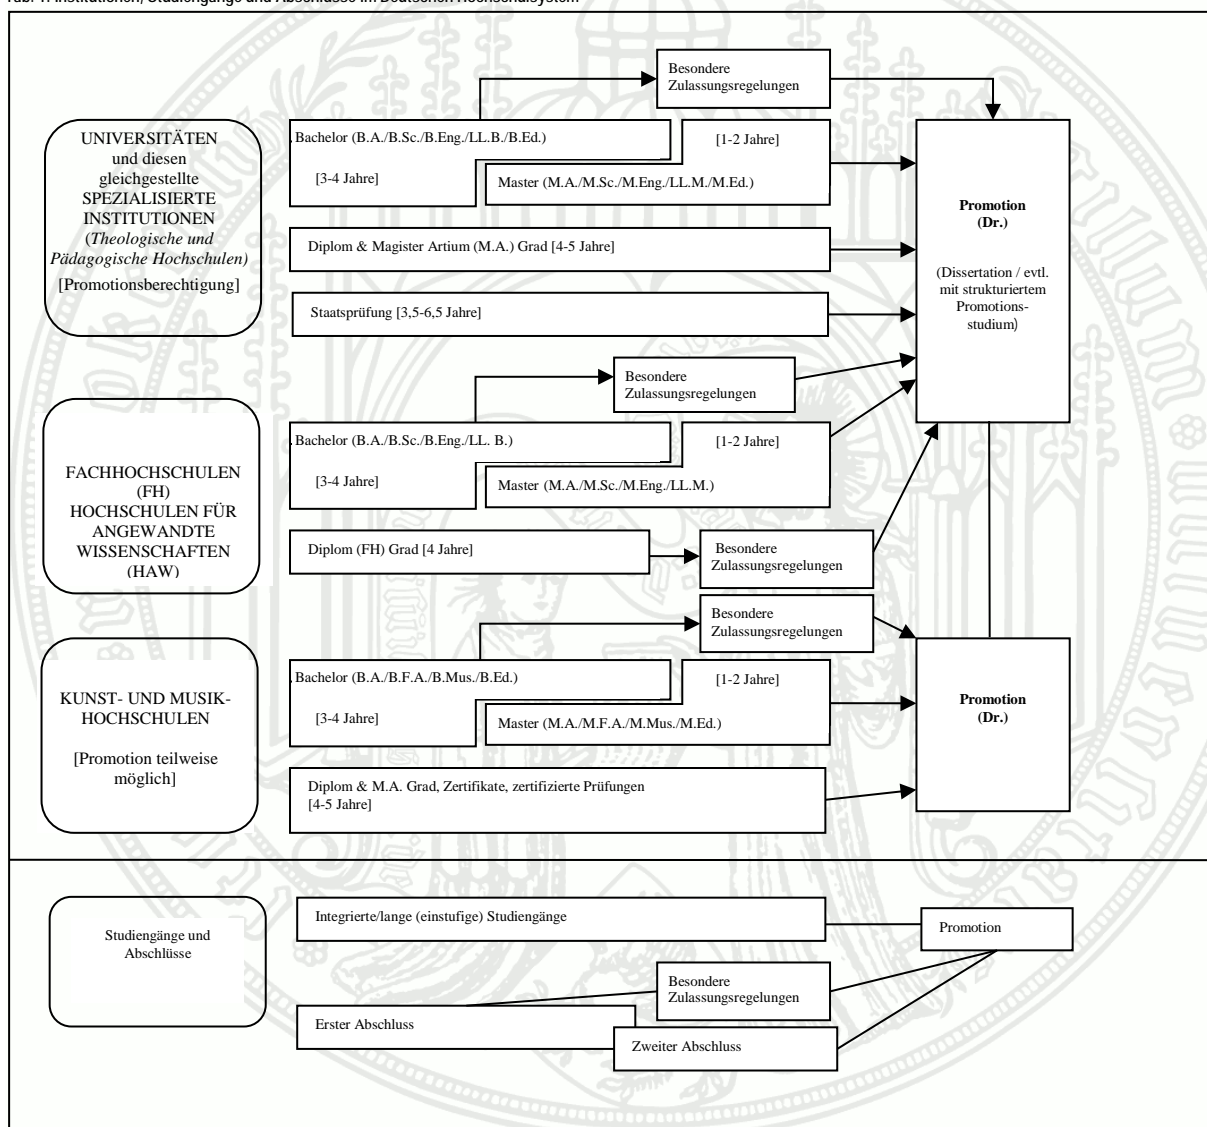 Tab. 1: Institutionen, Studiengänge und Abschlüsse im Deutschen Hochschulsystem
Besondere
Zulassungsregelungen
UNIVERSITÄTEN
und diesen
gleichgestellte
SPEZIALISIERTE
INSTITUTIONEN
(Theologische und
Pädagogische Hochschulen)
[Promotionsberechtigung]
Bachelor (B.A./B.Sc./B.Eng./LL.B./B.Ed.)
[3-4 Jahre]
[1-2 Jahre]
Master (M.A./M.Sc./M.Eng./LL.M./M.Ed.)
Diplom & Magister Artium (M.A.) Grad [4-5 Jahre]
Staatsprüfung [3,5-6,5 Jahre]
Promotion
(Dr.)
(Dissertation / evtl.
mit strukturiertem
Promotions-
studium)
Besondere
Zulassungsregelungen
FACHHOCHSCHULEN
(FH)
HOCHSCHULEN FÜR
ANGEWANDTE
WISSENSCHAFTEN
(HAW)
Bachelor (B.A./B.Sc./B.Eng./LL. B.)
[3-4 Jahre]
[1-2 Jahre]
Master (M.A./M.Sc./M.Eng./LL.M.)
Diplom (FH) Grad [4 Jahre]
Besondere
Zulassungsregelungen
Besondere
Zulassungsregelungen
KUNST- UND MUSIK-
HOCHSCHULEN
[Promotion teilweise
möglich]
Bachelor (B.A./B.F.A./B.Mus./B.Ed.)
[3-4 Jahre]
[1-2 Jahre]
Master (M.A./M.F.A./M.Mus./M.Ed.)
Diplom & M.A. Grad, Zertifikate, zertifizierte Prüfungen
[4-5 Jahre]
Promotion
(Dr.)
Studiengänge und
Abschlüsse
Integrierte/lange (einstufige) Studiengänge
Promotion
Besondere
Zulassungsregelungen
Erster Abschluss
Zweiter Abschluss